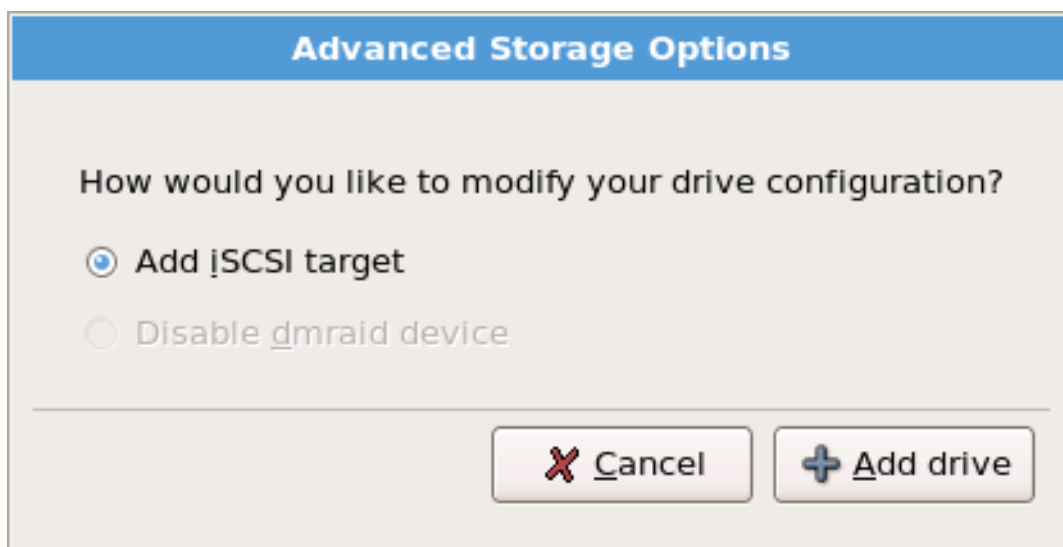 Advanced Storage Options
How would you like to modify your drive configuration?
Add iSCSI target
Disable dmraid device
Cancel
Add drive